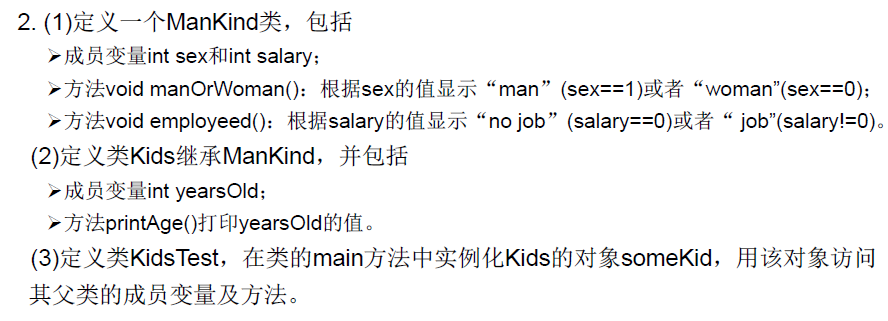 2. (1)定义一个ManKind类，包括
➢成员变量int sex和int salary；
➢方法void manOrWoman()：根据sex的值显示“man”(sex==1)或者“woman”(sex==0)；
➢方法void employeed()：根据salary的值显示“no job”(salary==0)或者“ job”(salary!=0)。
(2)定义类Kids继承ManKind，并包括
➢成员变量int yearsOld；
➢方法printAge()打印yearsOld的值。
(3)定义类KidsTest，在类的main方法中实例化Kids的对象someKid，用该对象访问
其父类的成员变量及方法。